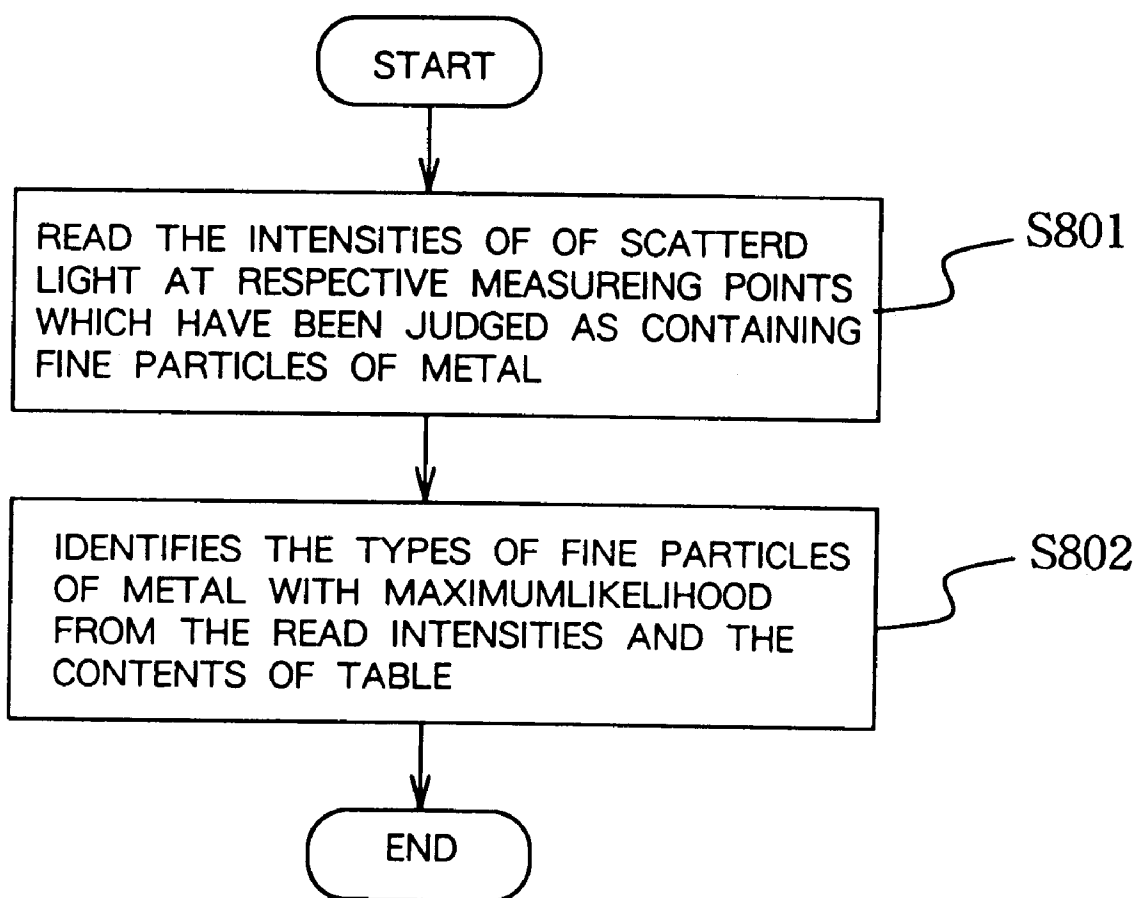 START
READ THE INTENSITIES OF OF SCATTERD
LIGHT AT RESPECTIVE MEASUREING POINTS
WHICH HAVE BEEN JUDGED AS CONTAINING
FINE PARTICLES OF METAL
S801
IDENTIFIES THE TYPES OF FINE PARTICLES
OF METAL WITH MAXIMUMLIKELIHOOD
FROM THE READ INTENSITIES AND THE
CONTENTS OF TABLE
S802
END